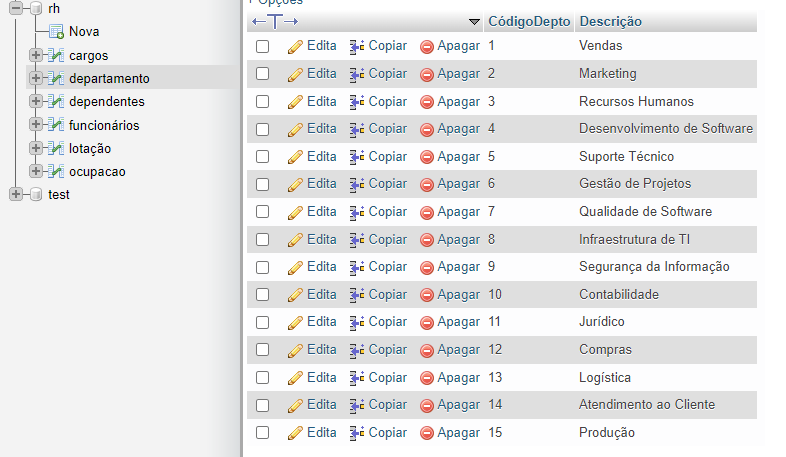 Opções
rh
Nova
cargos
departamento
dependentes
funcionários
lotação
ocupacao
test
CódigoDepto Descrição
Edita Copiar Apagar 1 Vendas
Edita Copiar Apagar 2 Marketing
Edita Copiar Apagar 3 Recursos Humanos
Edita Copiar Apagar 4 Desenvolvimento de Software
Edita Copiar Apagar 5 Suporte Técnico
Edita Copiar Apagar 6 Gestão de Projetos
Edita Copiar Apagar 7 Qualidade de Software
Edita Copiar Apagar 8 Infraestrutura de TI
Edita Copiar Apagar 9 Segurança da Informação
Edita Copiar Apagar 10 Contabilidade
Edita Copiar Apagar 11 Jurídico
Edita Copiar Apagar 12 Compras
Edita Copiar Apagar 13 Logística
Edita Copiar Apagar 14 Atendimento ao Cliente
Edita Copiar Apagar 15 Produção